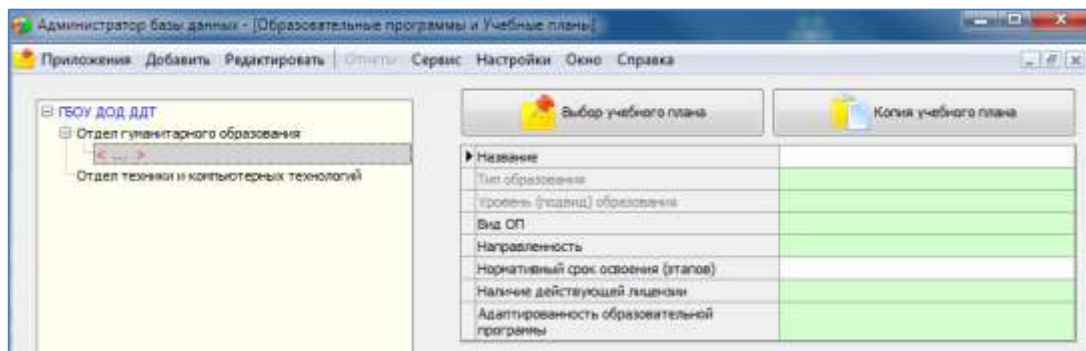 Администратор базы данных - [Образовательные программы и Учебные планы]
Приложения Добавить Редактировать Отчеты Сервис Настройки Окно Справка
ГБОУ ДОД ДДТ
Отдел гуманитарного образования
< ... >
Отдел техники и компьютерных технологий
Выбор учебного плана
Копия учебного плана
Название
Тип образования
Уровень (подвид) образования
Вид ОП
Направленность
Нормативный срок освоения (этапов)
Наличие действующей лицензии
Адаптированность образовательной
программы